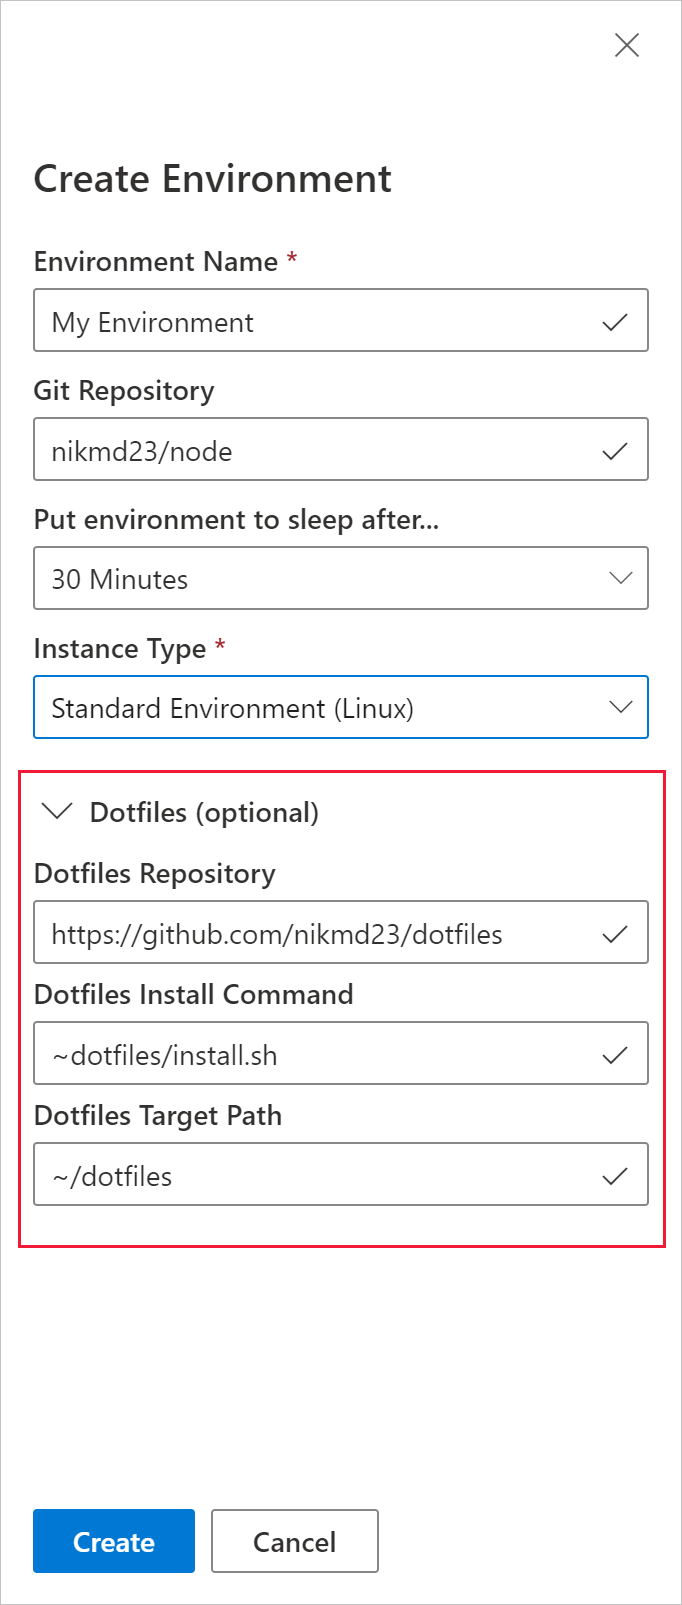 Create Environment
Environment Name *
My Environment
Git Repository
nikmd23/node
Put environment to sleep after...
30 Minutes
Instance Type *
Standard Environment (Linux)
Dotfiles (optional)
Dotfiles Repository
https://github.com/nikmd23/dotfiles
Dotfiles Install Command
~dotfiles/install.sh
Dotfiles Target Path
~/dotfiles
Create
Cancel